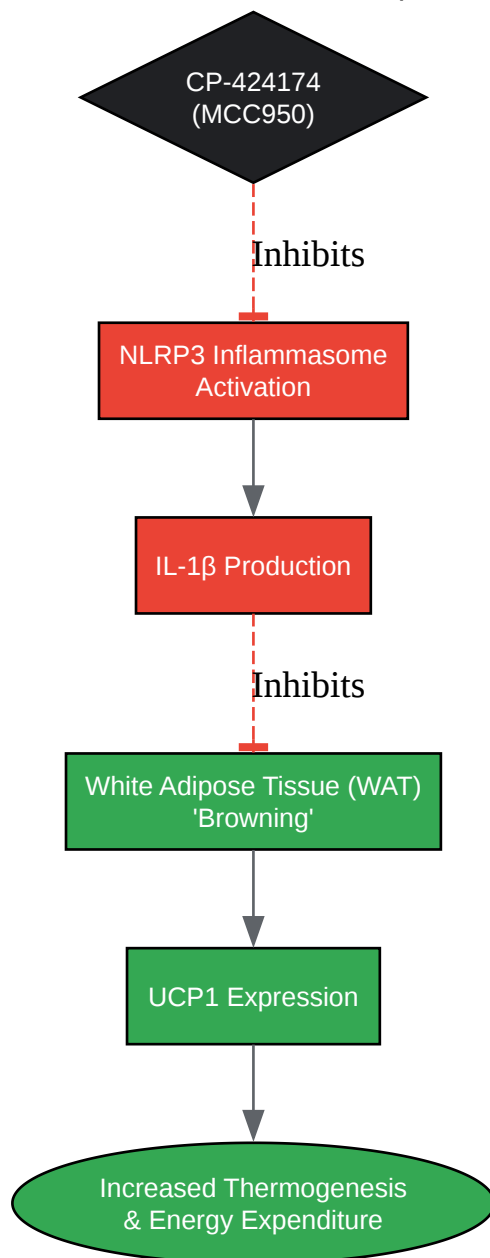 CP-424174
(MCC950)
Inhibits
NLRP3 Inflammasome
Activation
IL-1β Production
Inhibits
White Adipose Tissue (WAT)
'Browning'
UCP1 Expression
Increased Thermogenesis
& Energy Expenditure